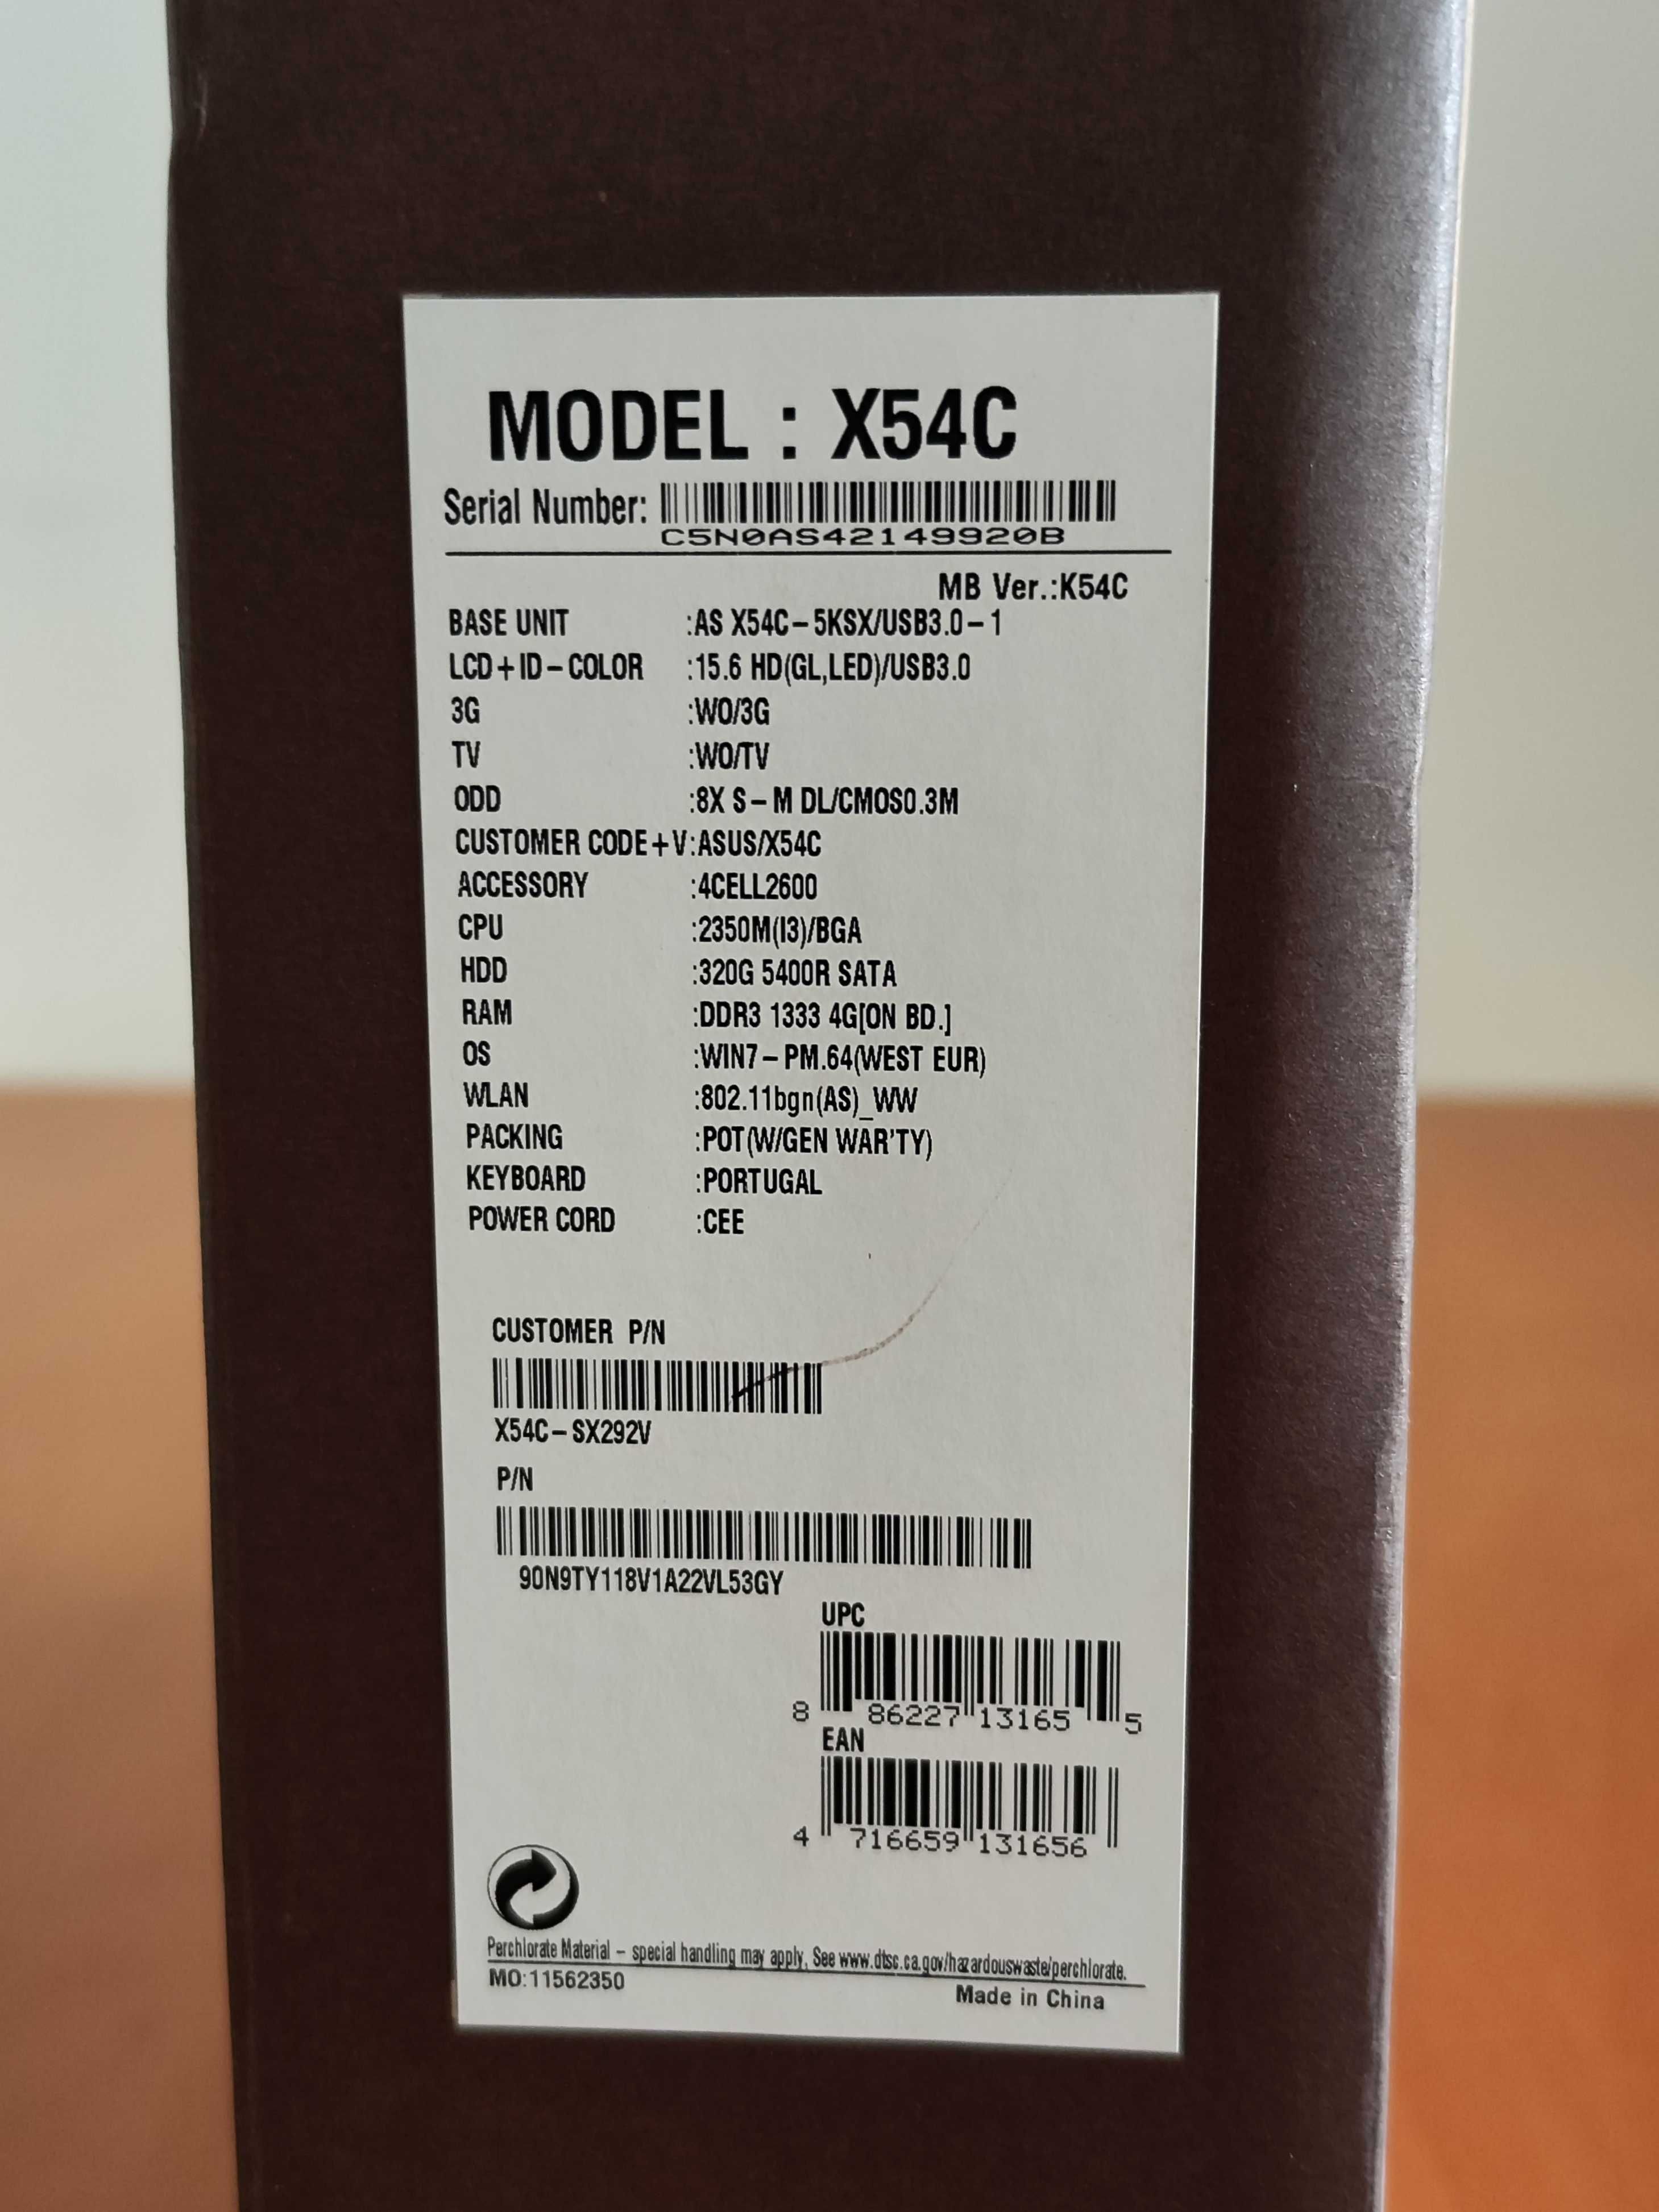 MODEL : X54C
Serial Number:
C5N0AS42149920B
MB Ver.:K54C
BASE UNIT :AS X54C-5KSX/USB3.0-1
LCD+ID-COLOR :15.6 HD(GL,LED)/USB3.0
3G :WO/3G
TV :WO/TV
ODD :8X S-M DL/CMOS0.3M
CUSTOMER CODE+V:ASUS/X54C
ACCESSORY :4CELL2600
CPU :2350M(I3)/BGA
HDD :320G 5400R SATA
RAM :DDR3 1333 4G[ON BD.]
OS :WIN7-PM.64(WEST EUR)
WLAN :802.11bgn(AS)_WW
PACKING :POT(W/GEN WAR'TY)
KEYBOARD :PORTUGAL
POWER CORD :CEE
CUSTOMER P/N
X54C-SX292V
P/N
90N9TY118V1A22VL53GY
UPC
8 86227 13165 5
EAN
4 716659 131656
Perchlorate Material - special handling may apply, See www.dtsc.ca.gov/hazardouswaste/perchlorate.
MO:11562350
Made in China